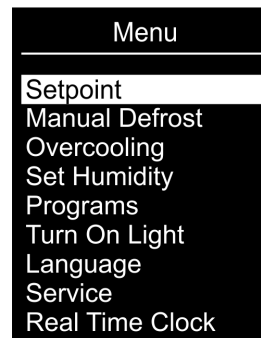 Menu
Setpoint
Manual Defrost
Overcooling
Set Humidity
Programs
Turn On Light
Language
Service
Real Time Clock